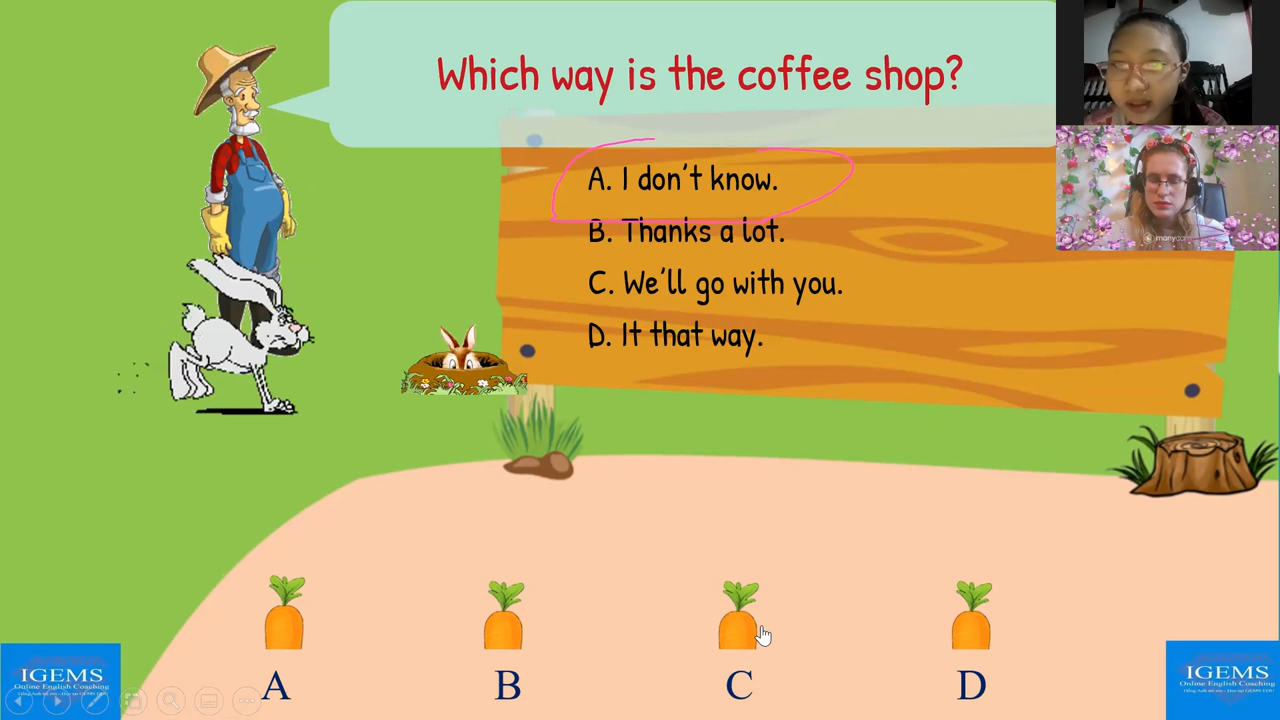 Which way is the coffee shop?
A. I don't know.
B. Thanks a lot.
C. We'll go with you.
D. It that way.
A
B
C
D
IGEMS
Online English Coaching
IGEMS
Online English Coaching